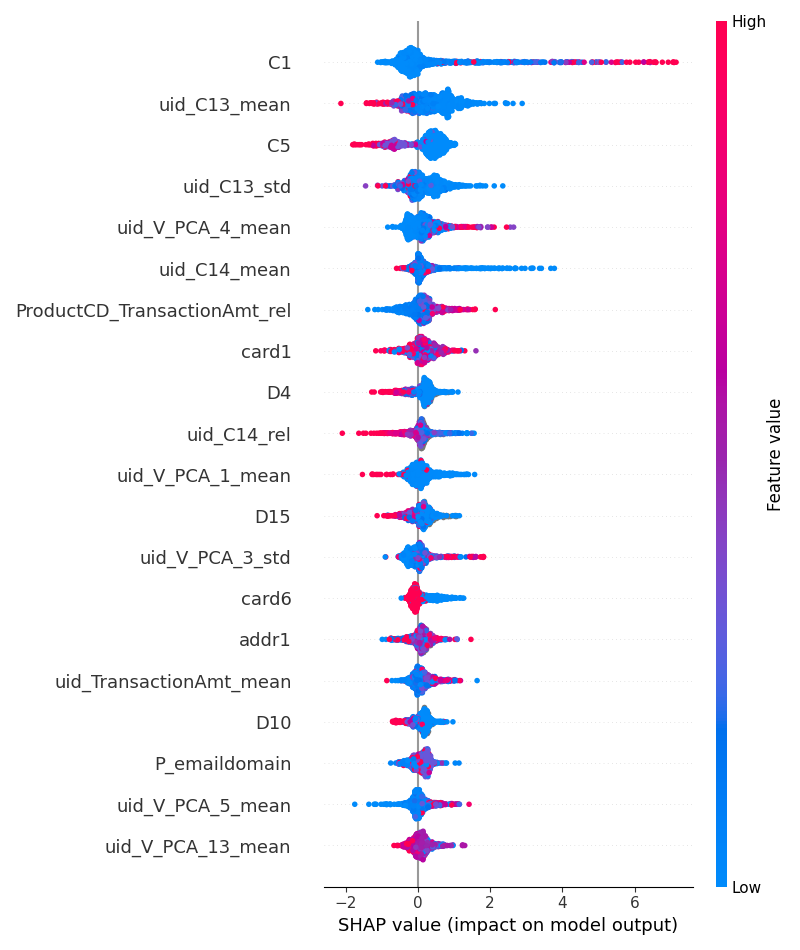 High
C1
uid_C13_mean
C5
uid_C13_std
uid_V_PCA_4_mean
uid_C14_mean
ProductCD_TransactionAmt_rel
card1
D4
uid_C14_rel
uid_V_PCA_1_mean
D15
uid_V_PCA_3_std
card6
addr1
uid_TransactionAmt_mean
D10
P_emaildomain
uid_V_PCA_5_mean
uid_V_PCA_13_mean
Feature value
Low
−2 0 2 4 6
SHAP value (impact on model output)